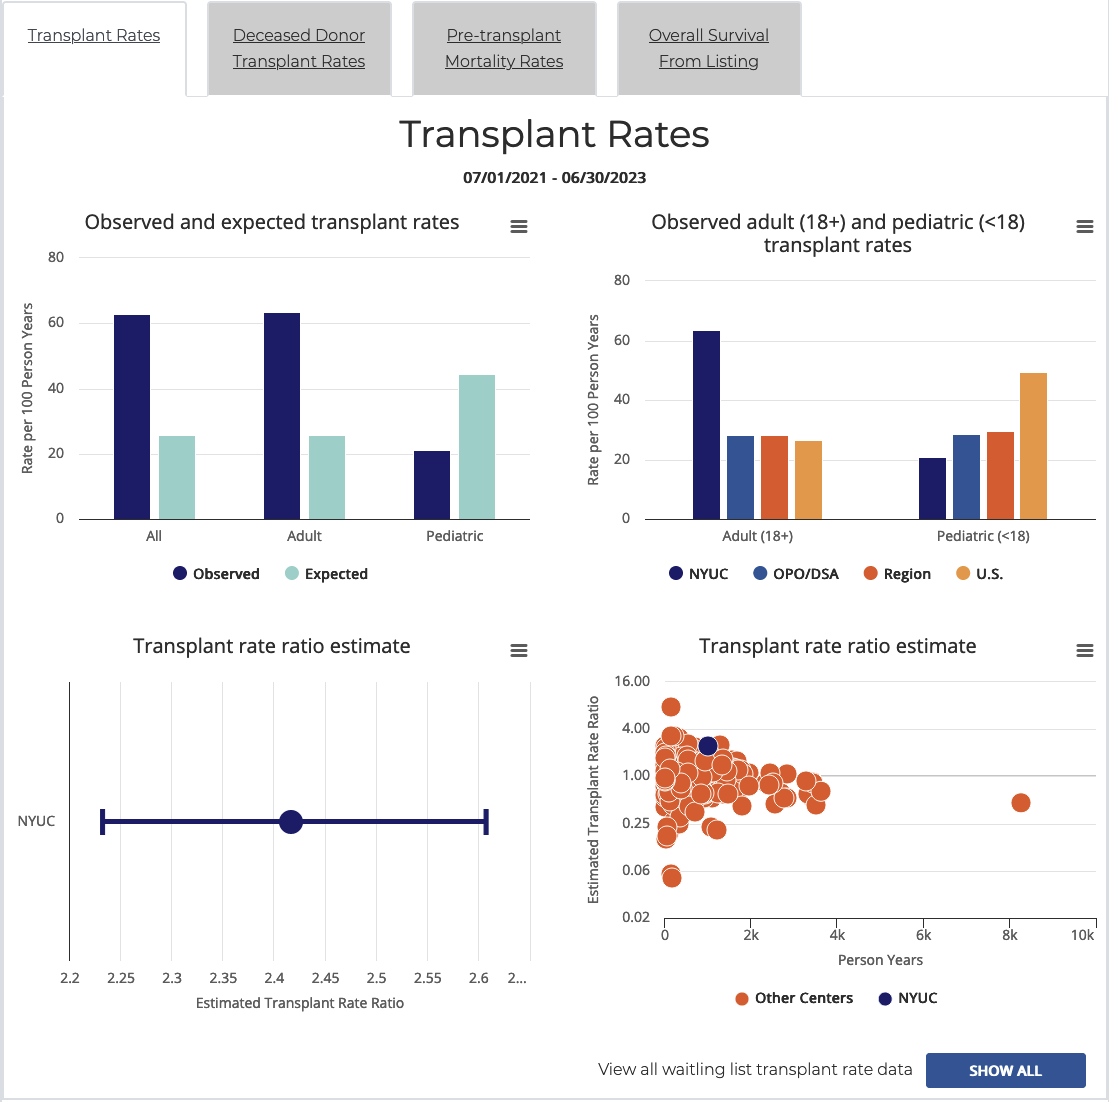 Transplant Rates
Deceased Donor
Transplant Rates
Pre-transplant
Mortality Rates
Overall Survival
From Listing
Transplant Rates
07/01/2021 - 06/30/2023
Observed and expected transplant rates
Rate per 100 Person Years
80
60
40
20
0
All
Adult
Pediatric
Observed
Expected
Observed adult (18+) and pediatric (<18)
transplant rates
Rate per 100 Person Years
80
60
40
20
0
Adult (18+)
Pediatric (<18)
NYUC
OPO/DSA
Region
U.S.
Transplant rate ratio estimate
NYUC
2.2
2.25
2.3
2.35
2.4
2.45
2.5
2.55
2.6
2...
Estimated Transplant Rate Ratio
Transplant rate ratio estimate
Estimated Transplant Rate Ratio
16.00
4.00
1.00
0.25
0.06
0.02
0
2k
4k
6k
8k
10k
Person Years
Other Centers
NYUC
View all waitling list transplant rate data
SHOW ALL